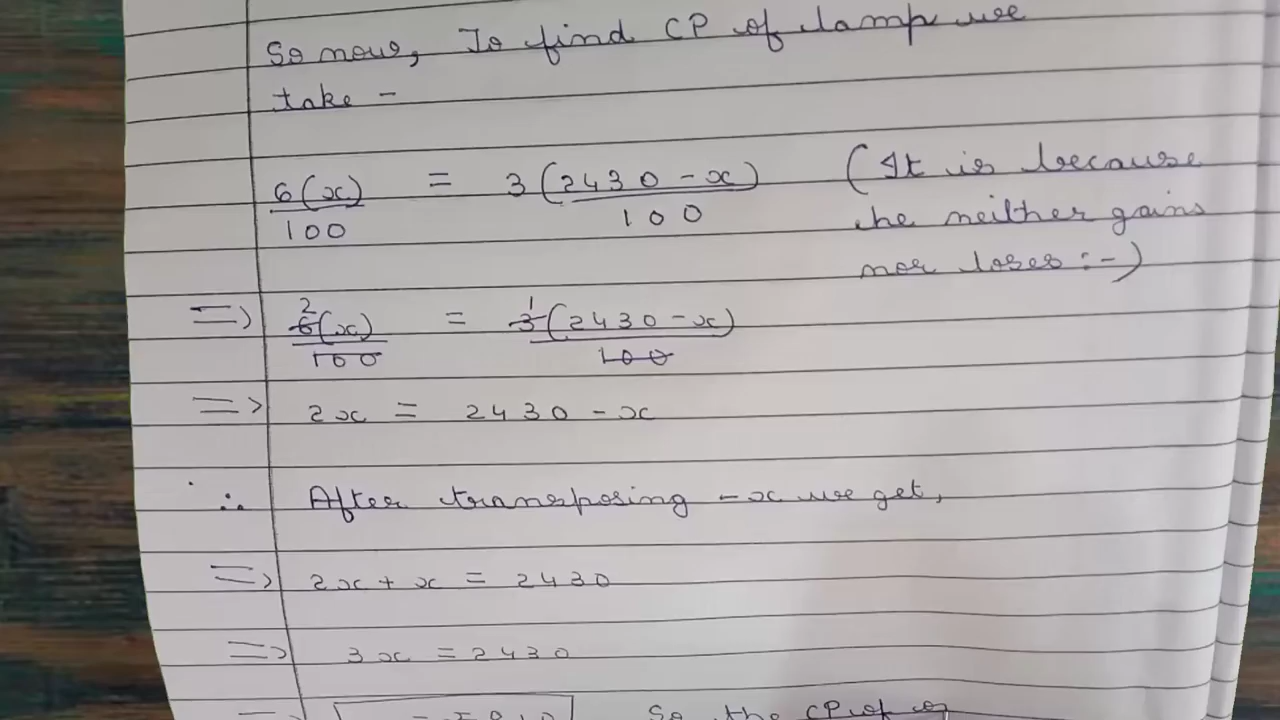 So now, To find CP of lamp we
take -
6(x)/100 = 3(2430 - x)/100 (It is because
he neither gains
nor loses :-)
=> 2 6(x)/100 = 1 3(2430 - x)/100
=> 2x = 2430 - x
∴ After transposing - x we get,
=> 2x + x = 2430
=> 3x = 2430
=> So the CP of